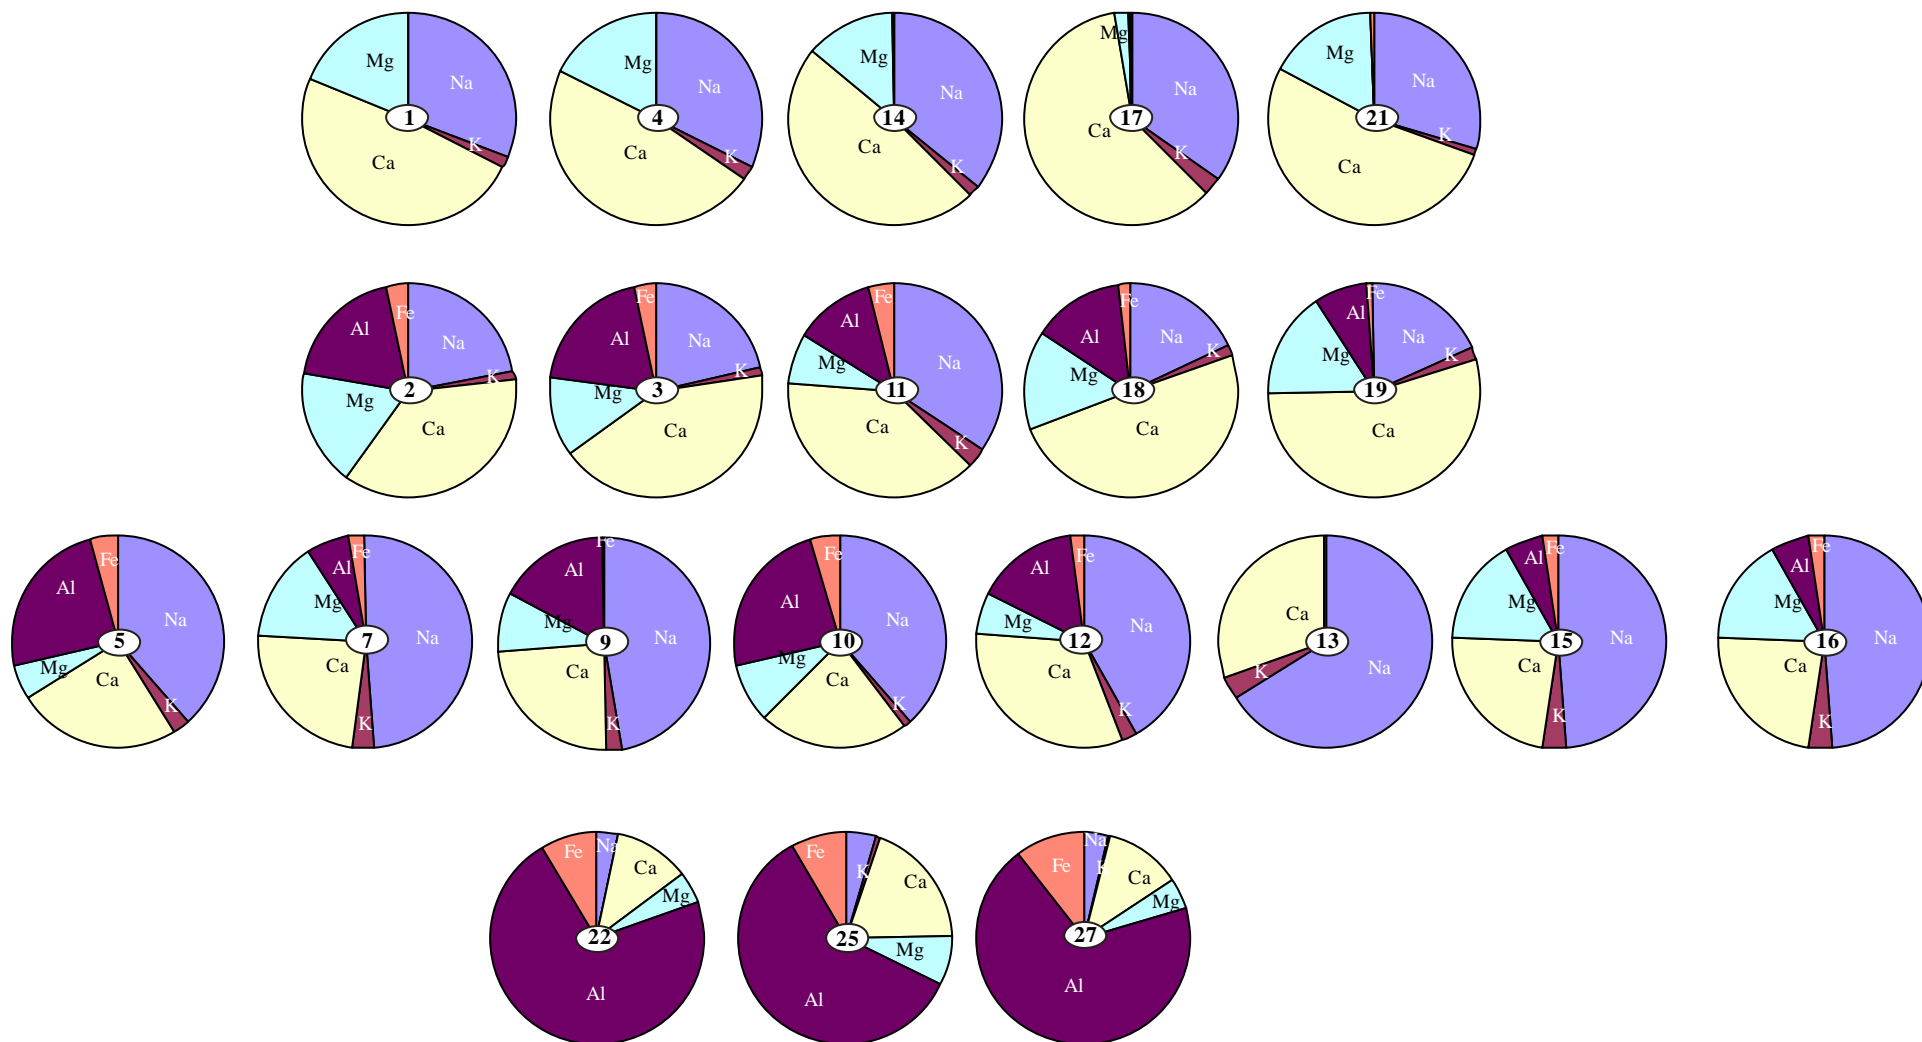 Mg Na K Ca 1
Mg Na K Ca 4
Mg Na K Ca 14
Mg Na K Ca 17
Mg Na K Ca 21
Fe Al Na K Mg Ca 2
Fe Al Na K Mg Ca 3
Fe Al Na K Mg Ca 11
Fe Al Na K Mg Ca 18
Fe Al Na K Mg Ca 19
Fe Al Na K Mg Ca 5
Fe Al Na K Mg Ca 7
Fe Al Na K Mg Ca 9
Fe Al Na K Mg Ca 10
Fe Al Na K Mg Ca 12
Ca K Na 13
Fe Al Na K Mg Ca 15
Fe Al Na K Mg Ca 16
Fe Na Ca Mg Al 22
Fe K Ca Mg Al 25
Fe Na K Ca Mg Al 27